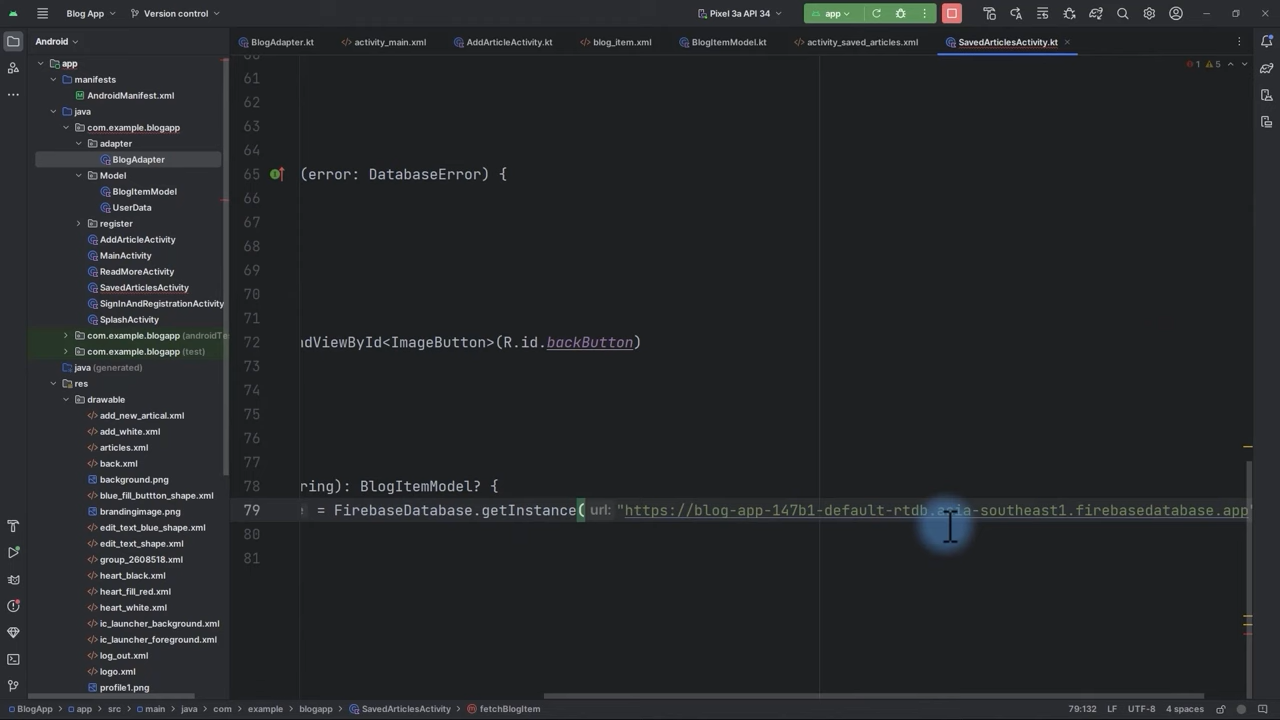 Blog App
Version control
Pixel 3a API 34
app
Android
BlogAdapter.kt
activity_main.xml
AddArticleActivity.kt
blog_item.xml
BlogItemModel.kt
activity_saved_articles.xml
SavedArticlesActivity.kt
1 5
app
manifests
AndroidManifest.xml
java
com.example.blogapp
adapter
BlogAdapter
Model
BlogItemModel
UserData
register
AddArticleActivity
MainActivity
ReadMoreActivity
SavedArticlesActivity
SignInAndRegistrationActivity
SplashActivity
com.example.blogapp (androidTe
com.example.blogapp (test)
java (generated)
res
drawable
add_new_artical.xml
add_white.xml
articles.xml
back.xml
background.png
blue_fill_buttton_shape.xml
brandingimage.png
edit_text_blue_shape.xml
edit_text_shape.xml
group_2608518.xml
heart_black.xml
heart_fill_red.xml
heart_white.xml
ic_launcher_background.xml
ic_launcher_foreground.xml
log_out.xml
logo.xml
profile1.png
61
62
63
64
65 (error: DatabaseError) {
66
67
68
69
70
71
72 ndViewById<ImageButton>(R.id.backButton)
73
74
75
76
77
78 ring): BlogItemModel? {
79 e = FirebaseDatabase.getInstance( url: "https://blog-app-147b1-default-rtdb.asia-southeast1.firebasedatabase.app"
80
81
BlogApp > app > src > main > java > com > example > blogapp > SavedArticlesActivity > fetchBlogItem
79:132 LF UTF-8 4 spaces